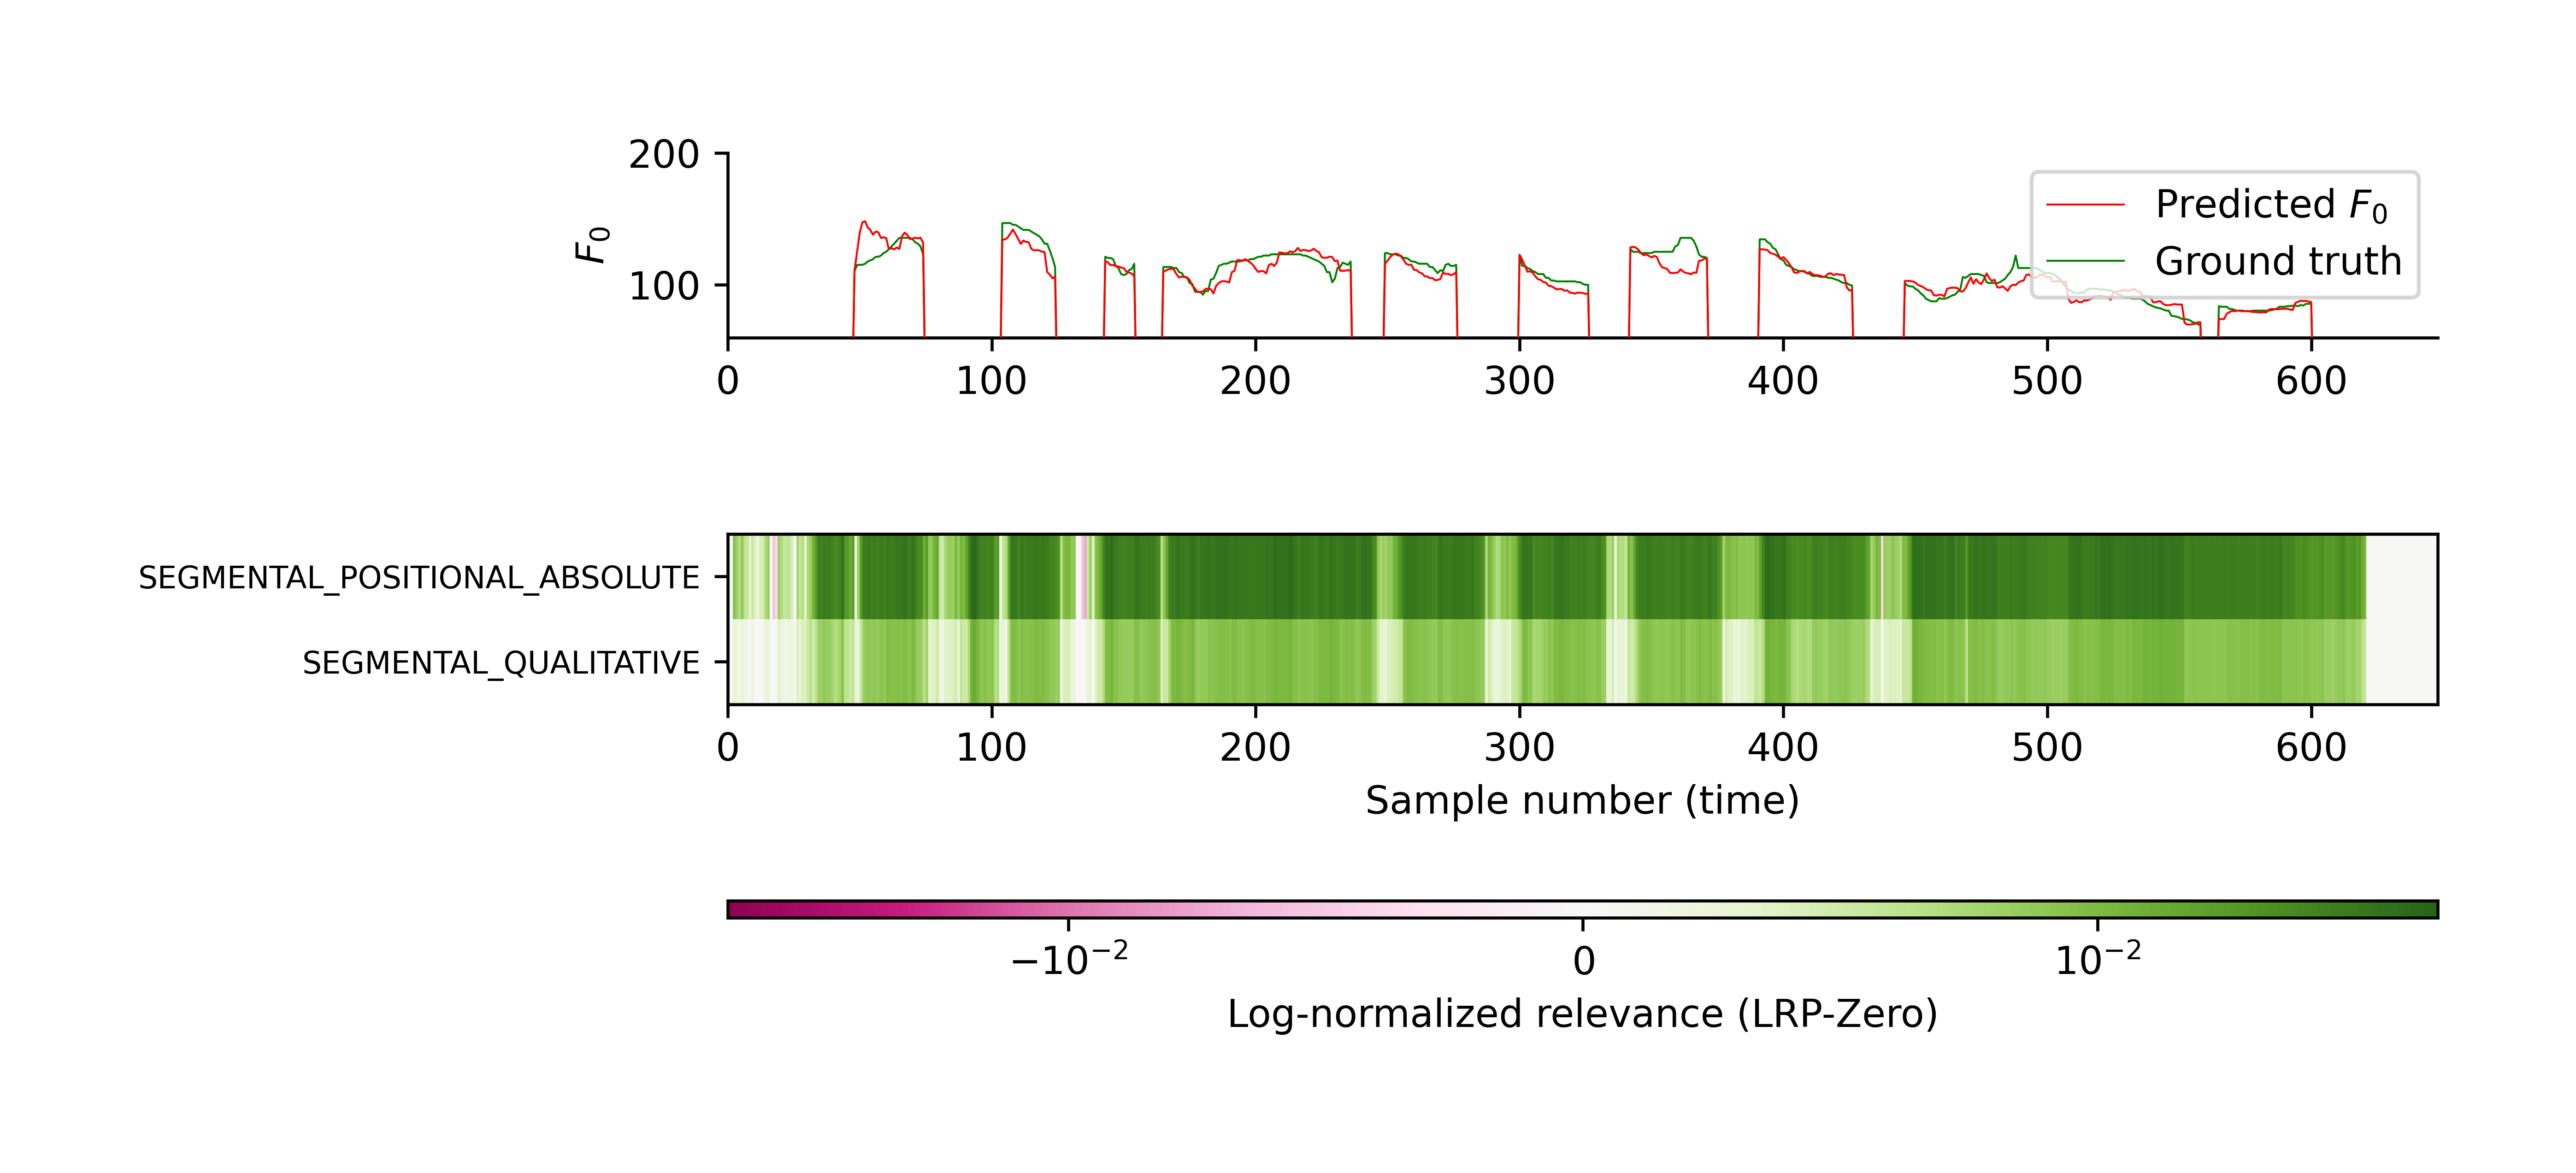 200
100
F₀
Predicted F₀
Ground truth
0 100 200 300 400 500 600
SEGMENTAL_POSITIONAL_ABSOLUTE
SEGMENTAL_QUALITATIVE
0 100 200 300 400 500 600
Sample number (time)
−10⁻² 0 10⁻²
Log-normalized relevance (LRP-Zero)